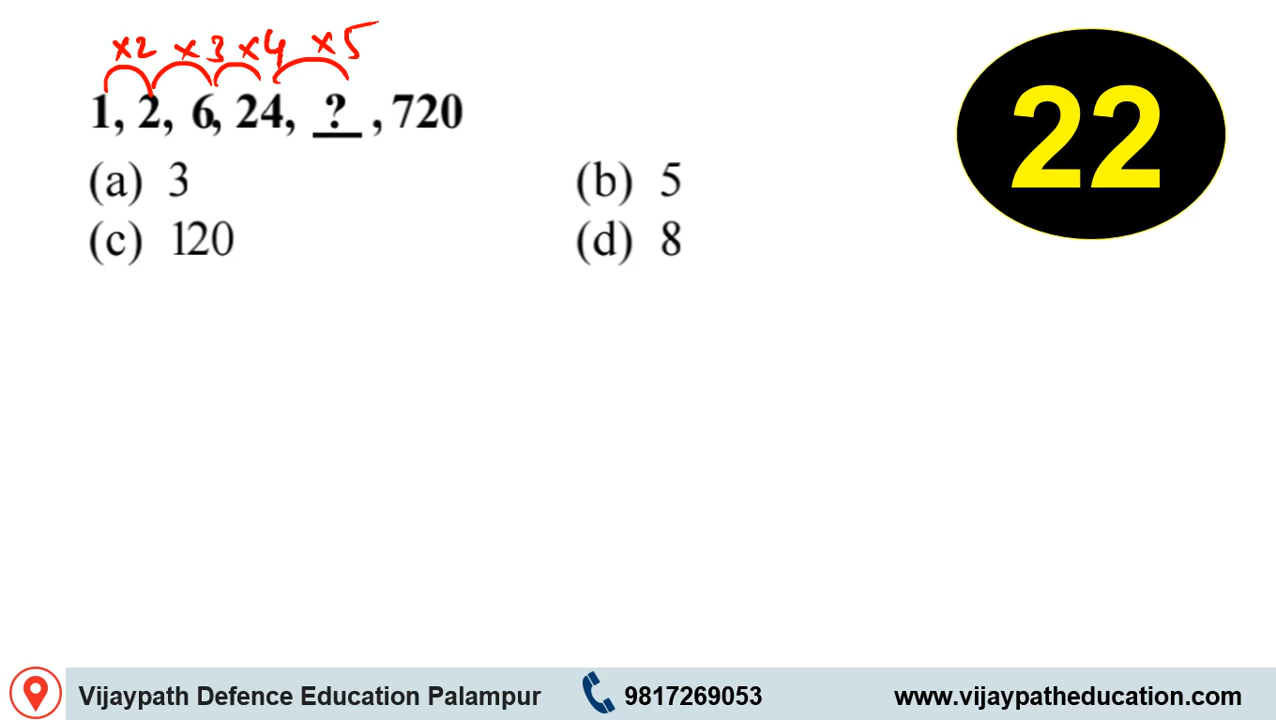 ×2 ×3 ×4 ×5
1, 2, 6, 24, ? , 720
22
(a) 3 (b) 5
(c) 120 (d) 8
Vijaypath Defence Education Palampur 9817269053 www.vijaypatheducation.com